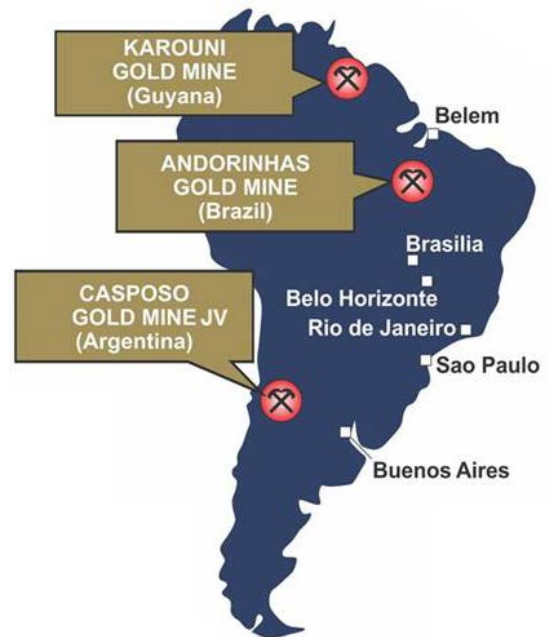 KAROUNI
GOLD MINE
(Guyana)
Belem
ANDORINHAS
GOLD MINE
(Brazil)
Brasilia
CASPOSO
GOLD MINE JV
(Argentina)
Belo Horizonte
Rio de Janeiro
Sao Paulo
Buenos Aires